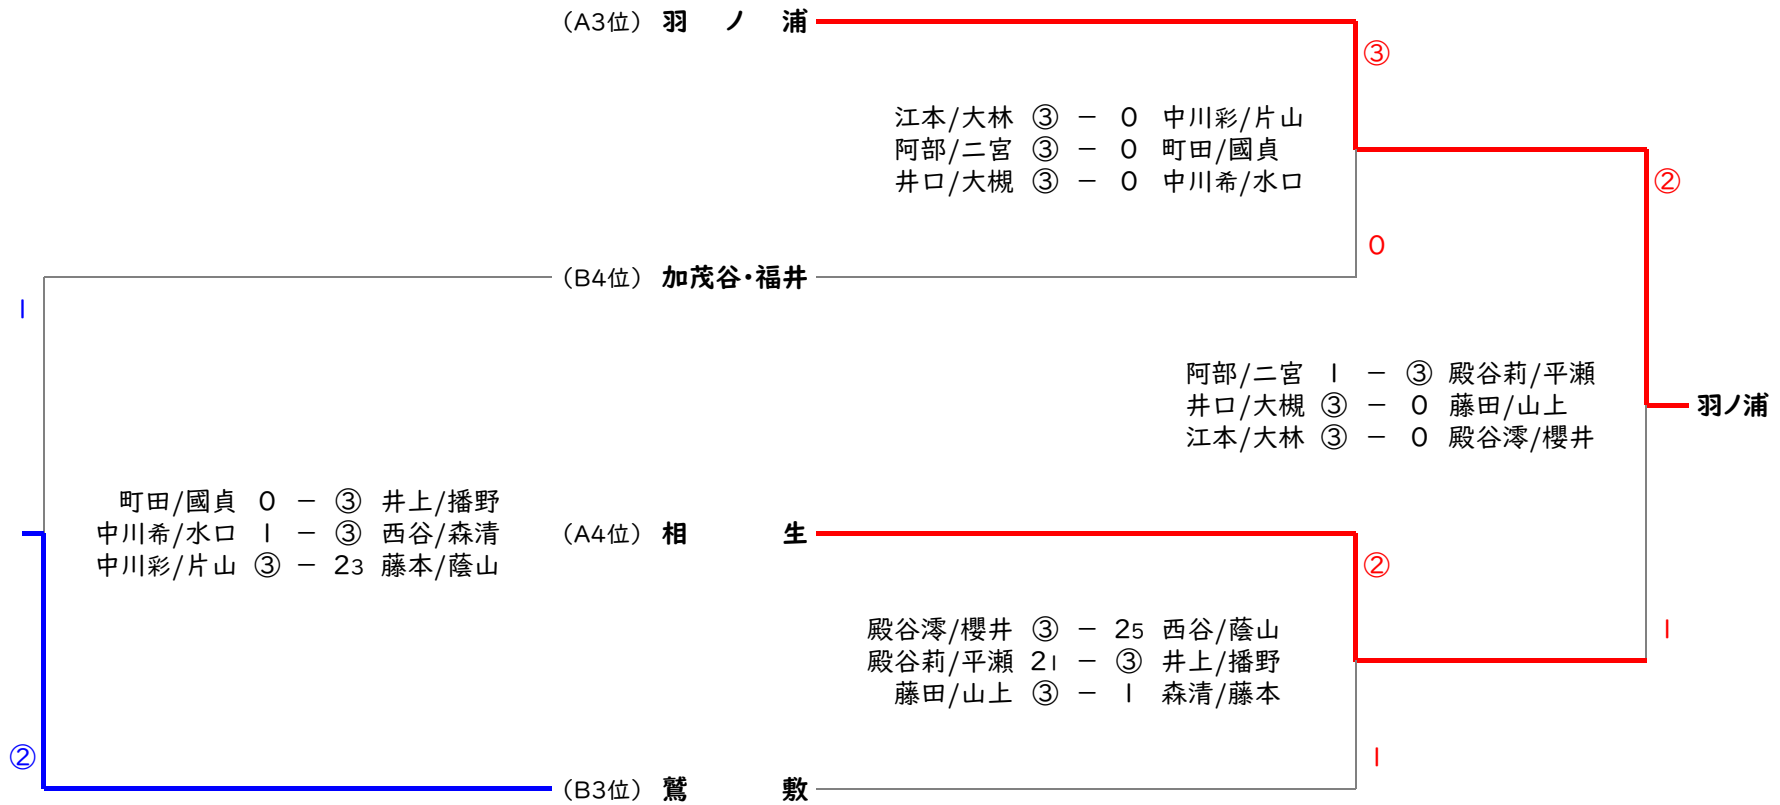 （A3位） 羽ノ浦
③
江本/大林 ③ － 0 中川彩/片山
阿部/二宮 ③ － 0 町田/國貞
井口/大槻 ③ － 0 中川希/水口
②
0
（B4位） 加茂谷・福井
1
阿部/二宮 1 － ③ 殿谷莉/平瀬
井口/大槻 ③ － 0 藤田/山上
江本/大林 ③ － 0 殿谷澪/櫻井
羽ノ浦
町田/國貞 0 － ③ 井上/播野
中川希/水口 1 － ③ 西谷/森清
中川彩/片山 ③ － 23 藤本/蔭山
（A4位） 相生
②
殿谷澪/櫻井 ③ － 25 西谷/蔭山
殿谷莉/平瀬 21 － ③ 井上/播野
藤田/山上 ③ － 1 森清/藤本
1
②
1
（B3位） 鷲敷